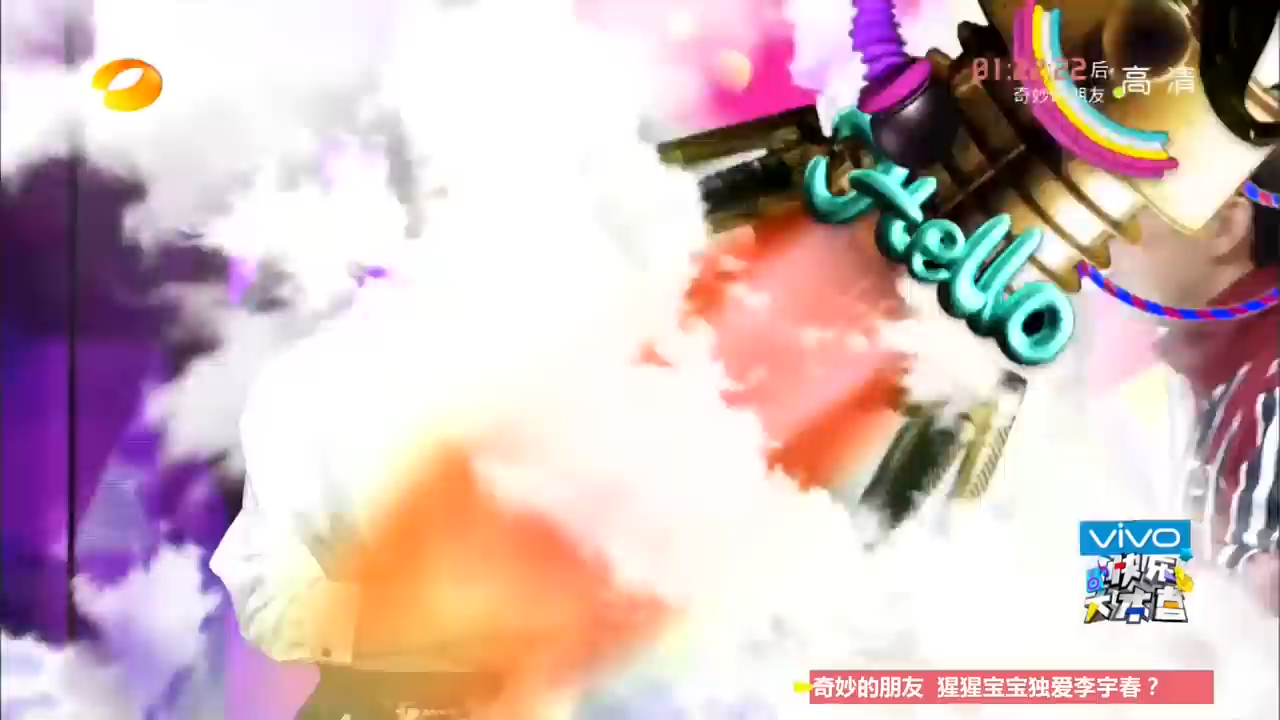 01:22:22后
奇妙的朋友
高清
Hello
vivo
快乐
大本营
奇妙的朋友 猩猩宝宝独爱李宇春？